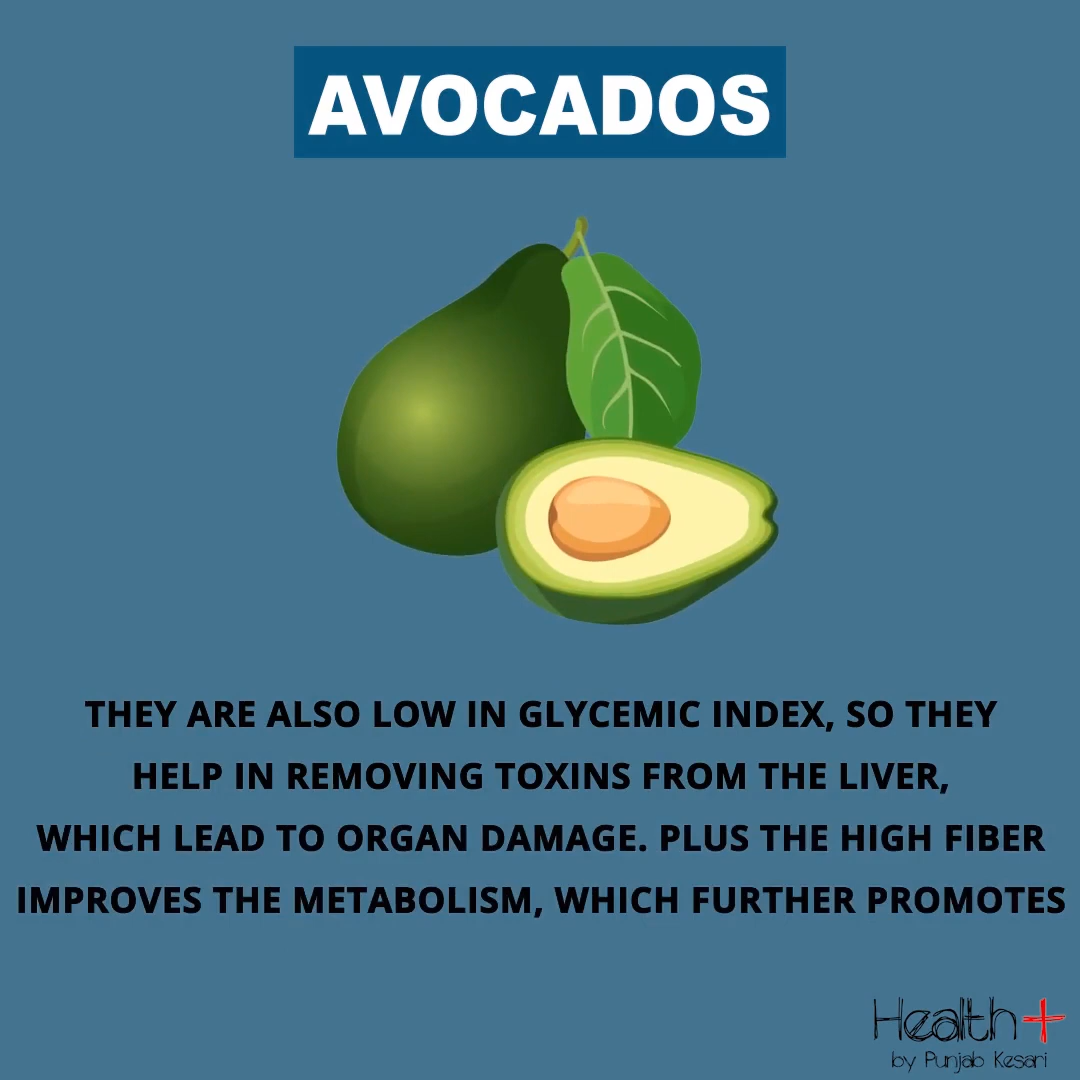 AVOCADOS
THEY ARE ALSO LOW IN GLYCEMIC INDEX, SO THEY
HELP IN REMOVING TOXINS FROM THE LIVER,
WHICH LEAD TO ORGAN DAMAGE. PLUS THE HIGH FIBER
IMPROVES THE METABOLISM, WHICH FURTHER PROMOTES
Health+
by Punjab Kesari